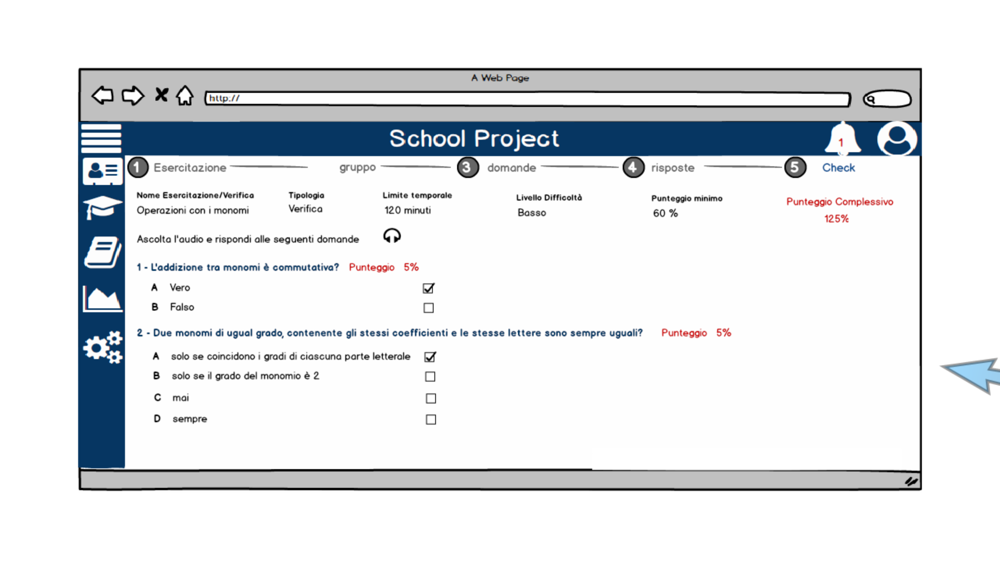 A Web Page
http://
School Project
1
1 Esercitazione gruppo 3 domande 4 risposte 5 Check
Nome Esercitazione/Verifica Tipologia Limite temporale Livello Difficoltà Punteggio minimo Punteggio Complessivo
Operazioni con i monomi Verifica 120 minuti Basso 60 % 125%
Ascolta l'audio e rispondi alle seguenti domande
1 - L'addizione tra monomi è commutativa? Punteggio 5%
A Vero
B Falso
2 - Due monomi di ugual grado, contenente gli stessi coefficienti e le stesse lettere sono sempre uguali? Punteggio 5%
A solo se coincidono i gradi di ciascuna parte letterale
B solo se il grado del monomio è 2
C mai
D sempre